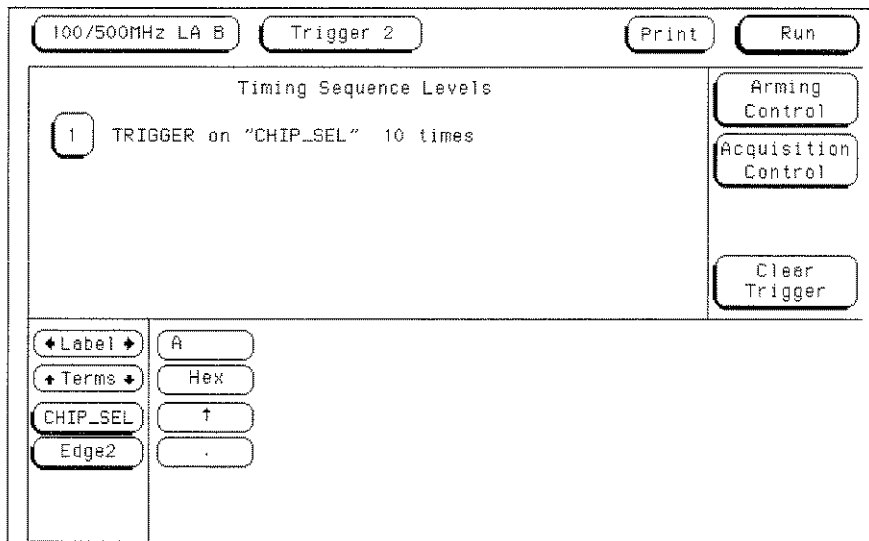 100/500MHz LA B Trigger 2 Print Run
Timing Sequence Levels
1 TRIGGER on "CHIP_SEL" 10 times
Arming
Control
Acquisition
Control
Clear
Trigger
Label A
Terms Hex
CHIP_SEL ↑
Edge2 .